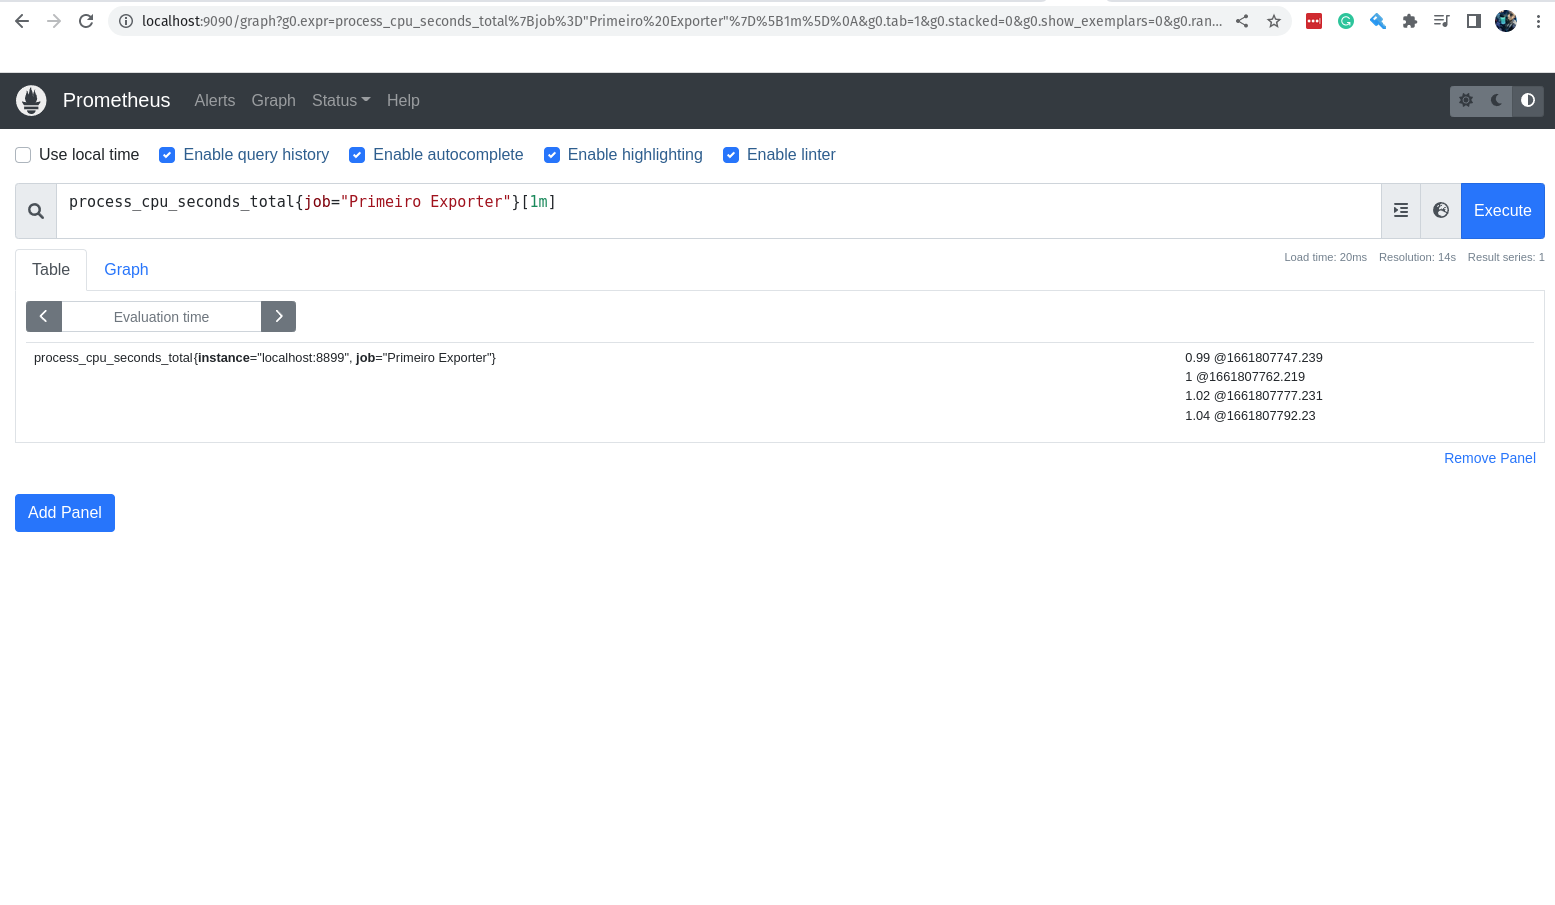 localhost:9090/graph?g0.expr=process_cpu_seconds_total%7Bjob%3D"Primeiro%20Exporter"%7D%5B1m%5D%0A&g0.tab=1&g0.stacked=0&g0.show_exemplars=0&g0.ran...
Prometheus Alerts Graph Status Help
Use local time Enable query history Enable autocomplete Enable highlighting Enable linter
process_cpu_seconds_total{job="Primeiro Exporter"}[1m]
Execute
Table Graph
Load time: 20ms Resolution: 14s Result series: 1
Evaluation time
process_cpu_seconds_total{instance="localhost:8899", job="Primeiro Exporter"} 0.99 @1661807747.239
1 @1661807762.219
1.02 @1661807777.231
1.04 @1661807792.23
Remove Panel
Add Panel